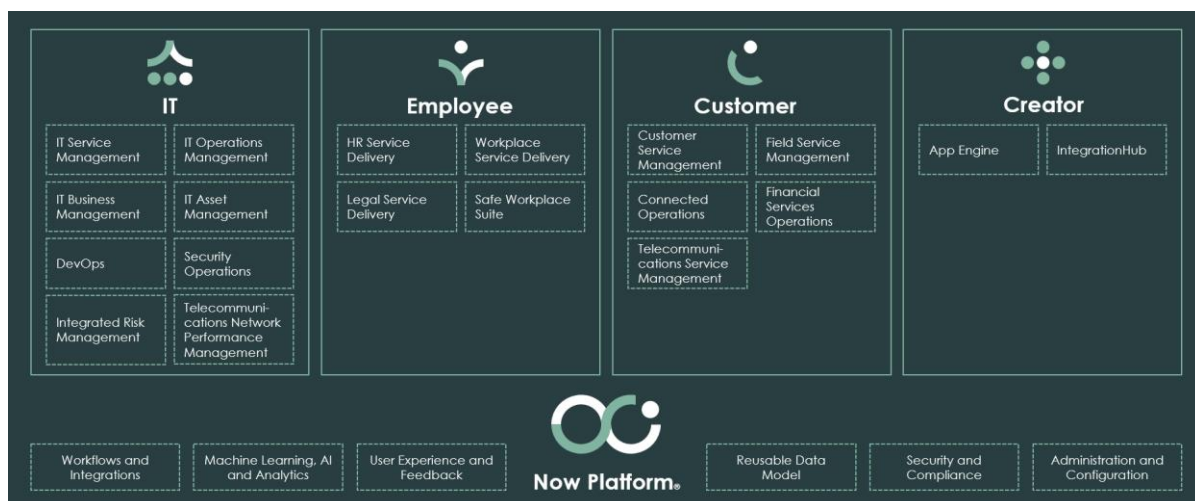 IT
IT Service
Management
IT Operations
Management
IT Business
Management
IT Asset
Management
DevOps
Security
Operations
Integrated Risk
Management
Telecommuni-
cations Network
Performance
Management
Employee
HR Service
Delivery
Workplace
Service Delivery
Legal Service
Delivery
Safe Workplace
Suite
Customer
Customer
Service
Management
Field Service
Management
Connected
Operations
Financial
Services
Operations
Telecommuni-
cations Service
Management
Creator
App Engine
IntegrationHub
Workflows and
Integrations
Machine Learning, AI
and Analytics
User Experience and
Feedback
Now Platform®
Reusable Data
Model
Security and
Compliance
Administration and
Configuration